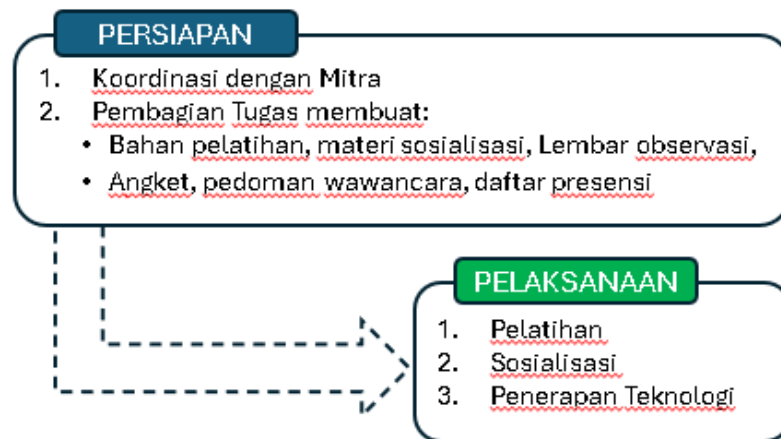 PERSIAPAN
1. Koordinasi dengan Mitra
2. Pembagian Tugas membuat:
• Bahan pelatihan, materi sosialisasi, Lembar observasi,
• Angket, pedoman wawancara, daftar presensi
PELAKSANAAN
1. Pelatihan
2. Sosialisasi
3. Penerapan Teknologi